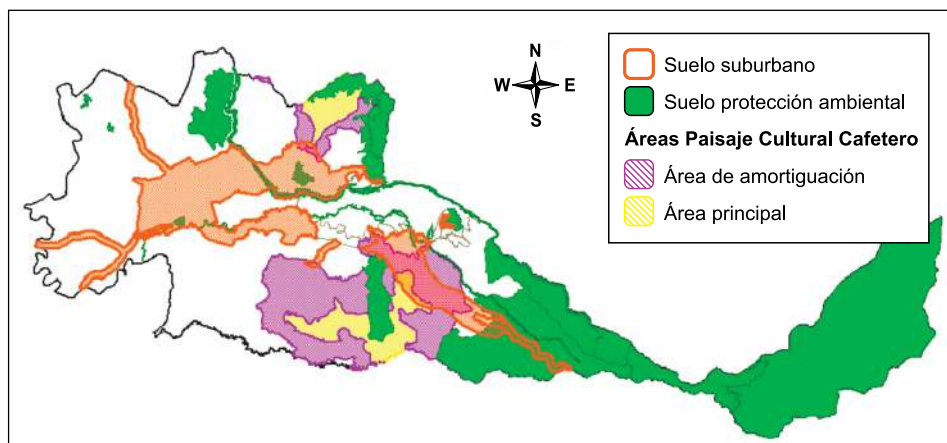 N
W E
S
Suelo suburbano
Suelo protección ambiental
Áreas Paisaje Cultural Cafetero
Área de amortiguación
Área principal